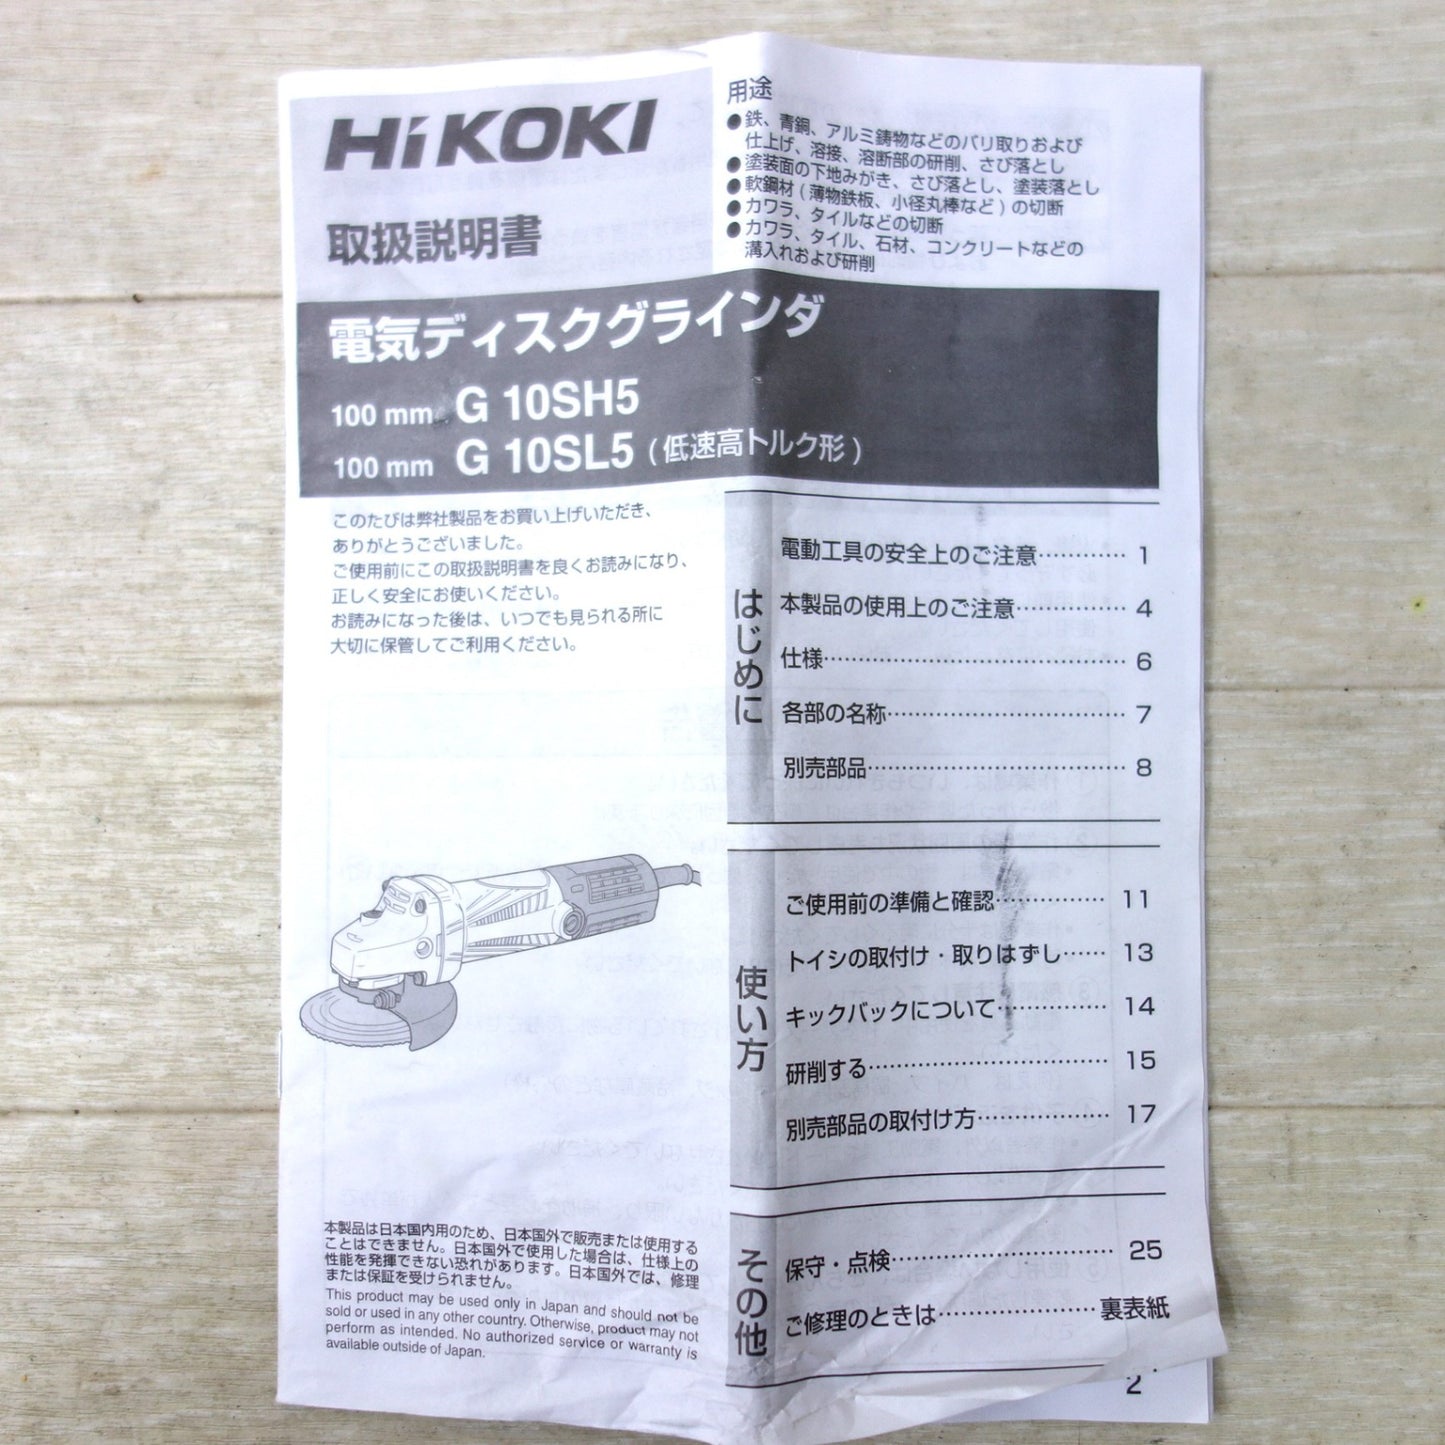 HiKOKI
取扱説明書
用途
●鉄、青銅、アルミ鋳物などのバリ取りおよび
仕上げ、溶接、溶断部の研削、さび落とし
●塗装面の下地みがき、さび落とし、塗装落とし
●軟鋼材(薄物鉄板、小径丸棒など)の切断
●カワラ、タイルなどの切断
●カワラ、タイル、石材、コンクリートなどの
溝入れおよび研削
電気ディスクグラインダ
100 mm G 10SH5
100 mm G 10SL5 (低速高トルク形)
このたびは弊社製品をお買い上げいただき、
ありがとうございました。
ご使用前にこの取扱説明書を良くお読みになり、
正しく安全にお使いください。
お読みになった後は、いつでも見られる所に
大切に保管してご利用ください。
本製品は日本国内用のため、日本国外で販売または使用する
ことはできません。日本国外で使用した場合は、仕様上の
性能を発揮できない恐れがあります。日本国外では、修理
または保証を受けられません。
This product may be used only in Japan and should not be
sold or used in any other country. Otherwise, product may not
perform as intended. No authorized service or warranty is
available outside of Japan.
はじめに
電動工具の安全上のご注意………… 1
本製品の使用上のご注意…………… 4
仕様………………………………… 6
各部の名称………………………… 7
別売部品…………………………… 8
使い方
ご使用前の準備と確認…………… 11
トイシの取付け・取りはずし…… 13
キックバックについて…………… 14
研削する………………………… 15
別売部品の取付け方……………… 17
その他
保守・点検………………………… 25
ご修理のときは………………… 裏表紙
2